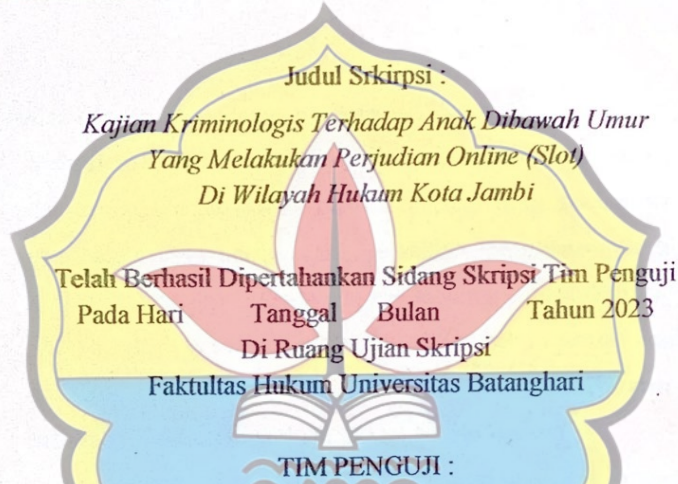 Judul Srkirpsi :
Kajian Kriminologis Terhadap Anak Dibawah Umur
Yang Melakukan Perjudian Online (Slot)
Di Wilayah Hukum Kota Jambi
Telah Berhasil Dipertahankan Sidang Skripsi Tim Penguji
Pada Hari Tanggal Bulan Tahun 2023
Di Ruang Ujian Skripsi
Faktultas Hukum Universitas Batanghari
TIM PENGUJI :